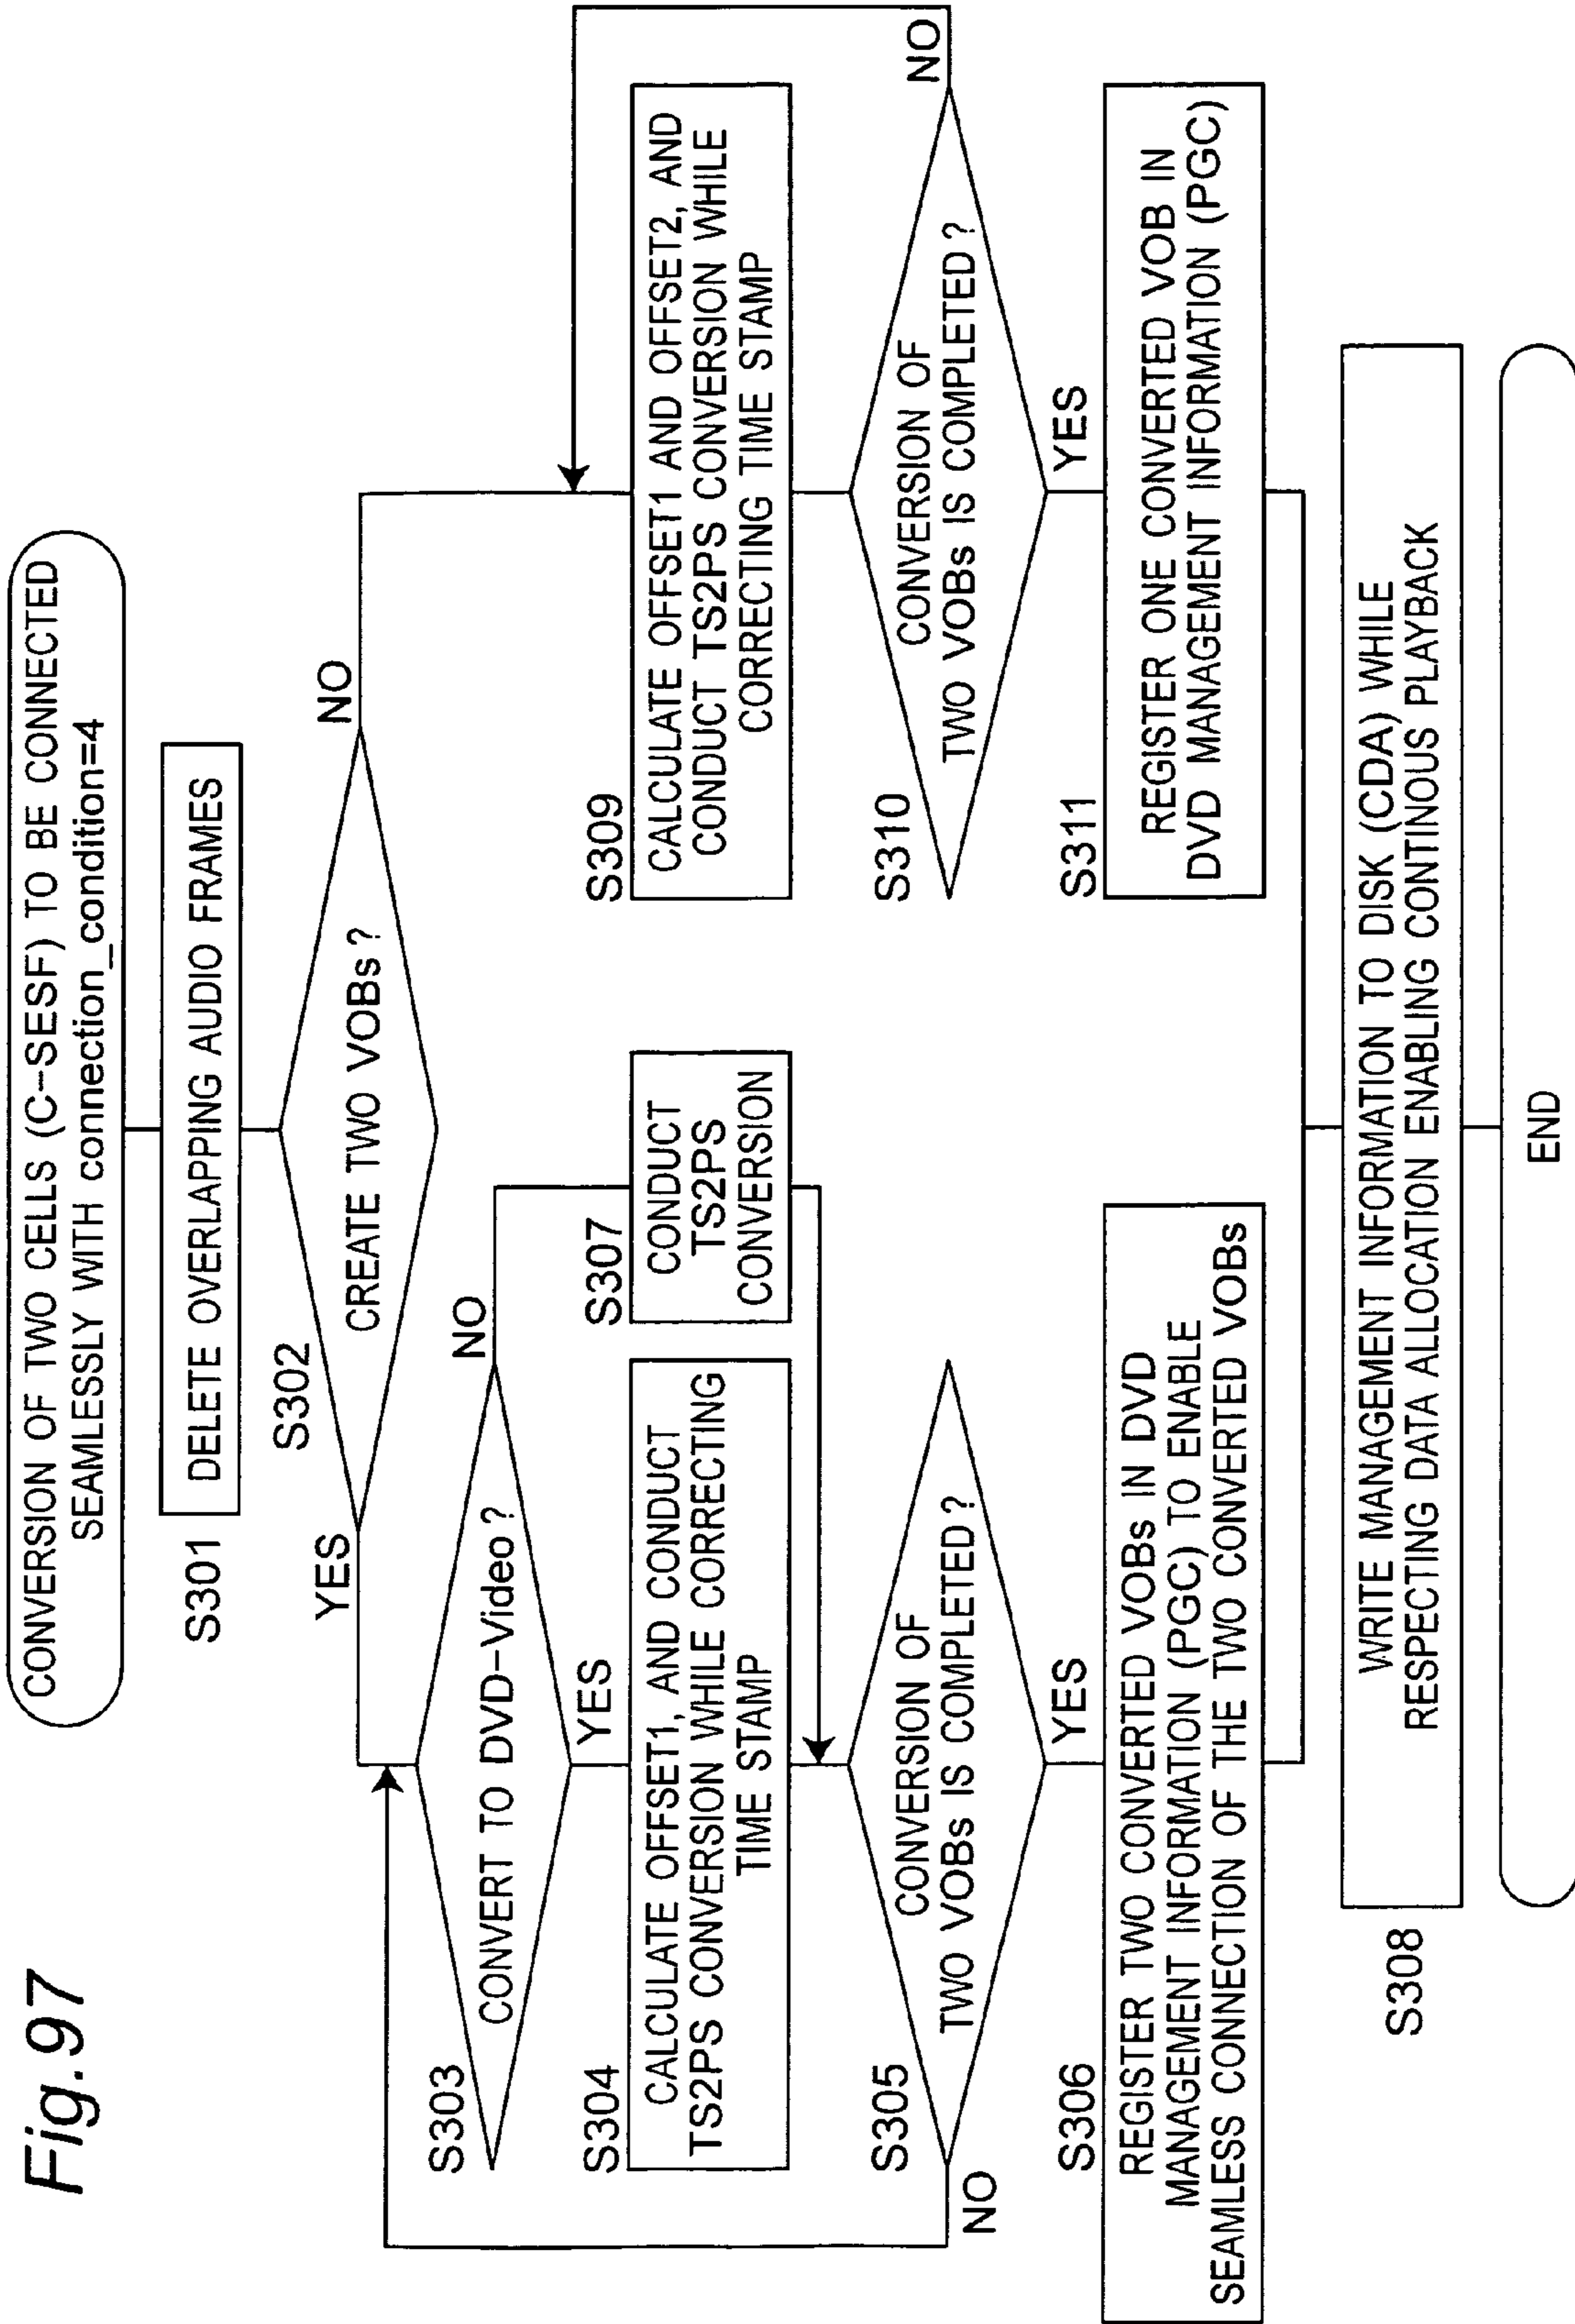 Fig.97
CONVERSION OF TWO CELLS (C-SESF) TO BE CONNECTED
SEAMLESSLY WITH connection_condition=4
S301
DELETE OVERLAPPING AUDIO FRAMES
S302
CREATE TWO VOBs?
YES
NO
S303
CONVERT TO DVD-Video?
NO
YES
S304
CALCULATE OFFSET1, AND CONDUCT
TS2PS CONVERSION WHILE CORRECTING
TIME STAMP
S307
CONDUCT
TS2PS
CONVERSION
S305
CONVERSION OF
TWO VOBs IS COMPLETED?
NO
YES
S306
REGISTER TWO CONVERTED VOBs IN DVD
MANAGEMENT INFORMATION (PGC) TO ENABLE
SEAMLESS CONNECTION OF THE TWO CONVERTED VOBs
S309
CALCULATE OFFSET1 AND OFFSET2, AND
CONDUCT TS2PS CONVERSION WHILE
CORRECTING TIME STAMP
S310
CONVERSION OF
TWO VOBs IS COMPLETED?
NO
YES
S311
REGISTER ONE CONVERTED VOB IN
DVD MANAGEMENT INFORMATION (PGC)
S308
WRITE MANAGEMENT INFORMATION TO DISK (CDA) WHILE
RESPECTING DATA ALLOCATION ENABLING CONTINOUS PLAYBACK
END